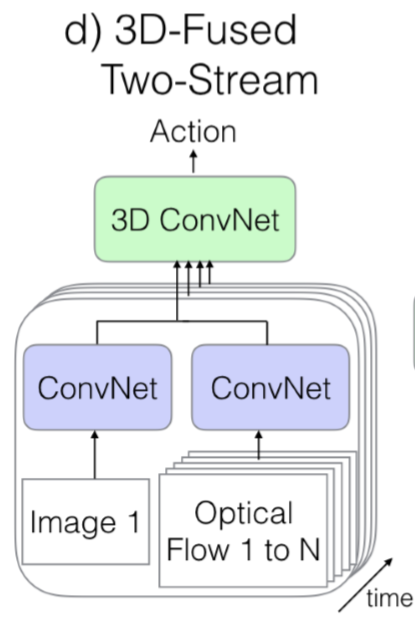 d) 3D-Fused
Two-Stream
Action
3D ConvNet
ConvNet
ConvNet
Image 1
Optical
Flow 1 to N
time